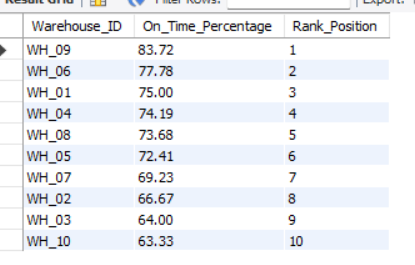 Result Grid Filter Rows: Export:
Warehouse_ID On_Time_Percentage Rank_Position
WH_09 83.72 1
WH_06 77.78 2
WH_01 75.00 3
WH_04 74.19 4
WH_08 73.68 5
WH_05 72.41 6
WH_07 69.23 7
WH_02 66.67 8
WH_03 64.00 9
WH_10 63.33 10